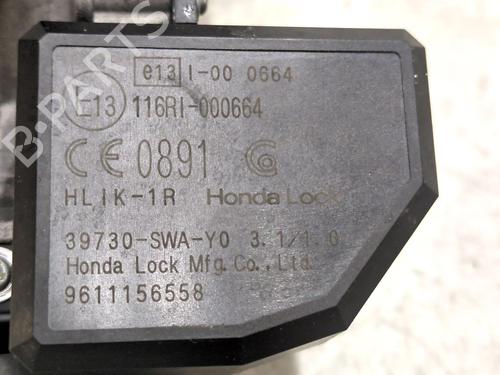 e13 I-00 0664
E13 116RI-000664
CE 0891
HLIK-1R Honda Lock
39730-SWA-Y0 3.1/1.0
Honda Lock Mfg.Co.,Ltd.
9611156558
B-PARTS